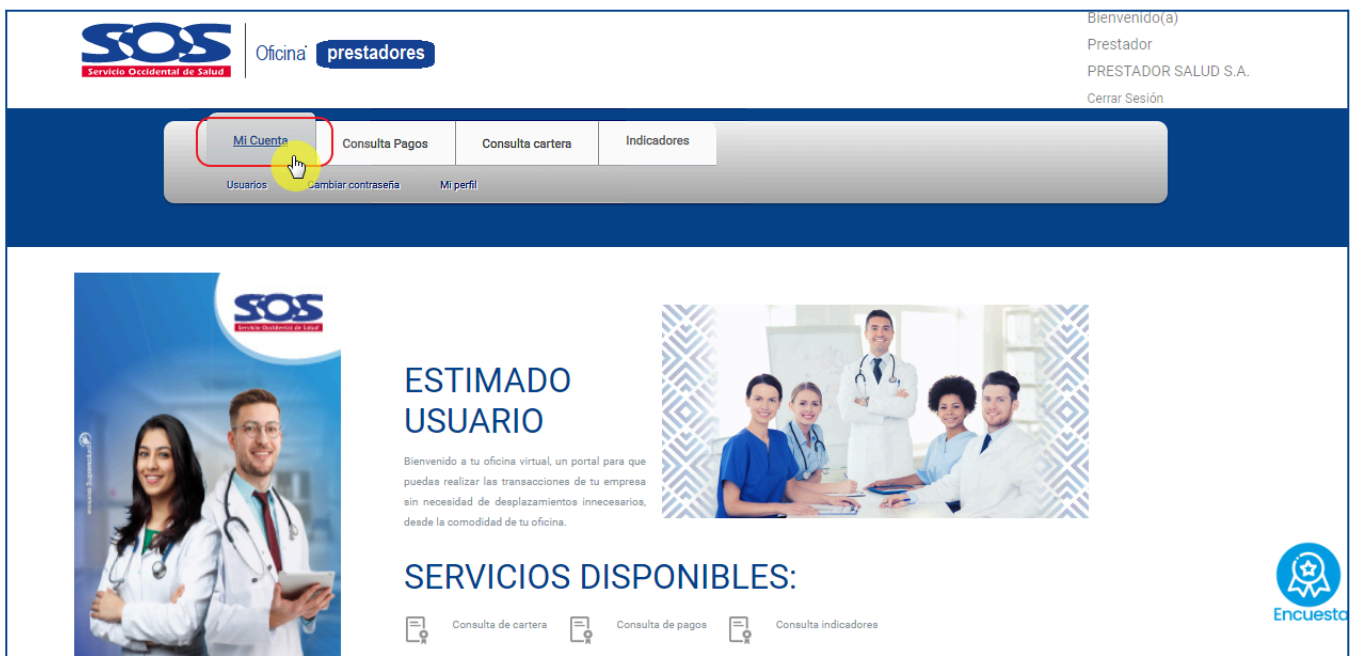 Bienvenido(a)
SOS
Servicio Occidental de Salud
Oficina prestadores
Prestador
PRESTADOR SALUD S.A.
Cerrar Sesión
Mi Cuenta
Consulta Pagos
Consulta cartera
Indicadores
Usuarios
Cambiar contraseña
Mi perfil
SOS
Servicio Occidental de Salud
ESTIMADO
USUARIO
Bienvenido a tu oficina virtual, un portal para que
puedas realizar las transacciones de tu empresa
sin necesidad de desplazamientos innecesarios,
desde la comodidad de tu oficina.
SERVICIOS DISPONIBLES:
Consulta de cartera
Consulta de pagos
Consulta indicadores
Encuesta